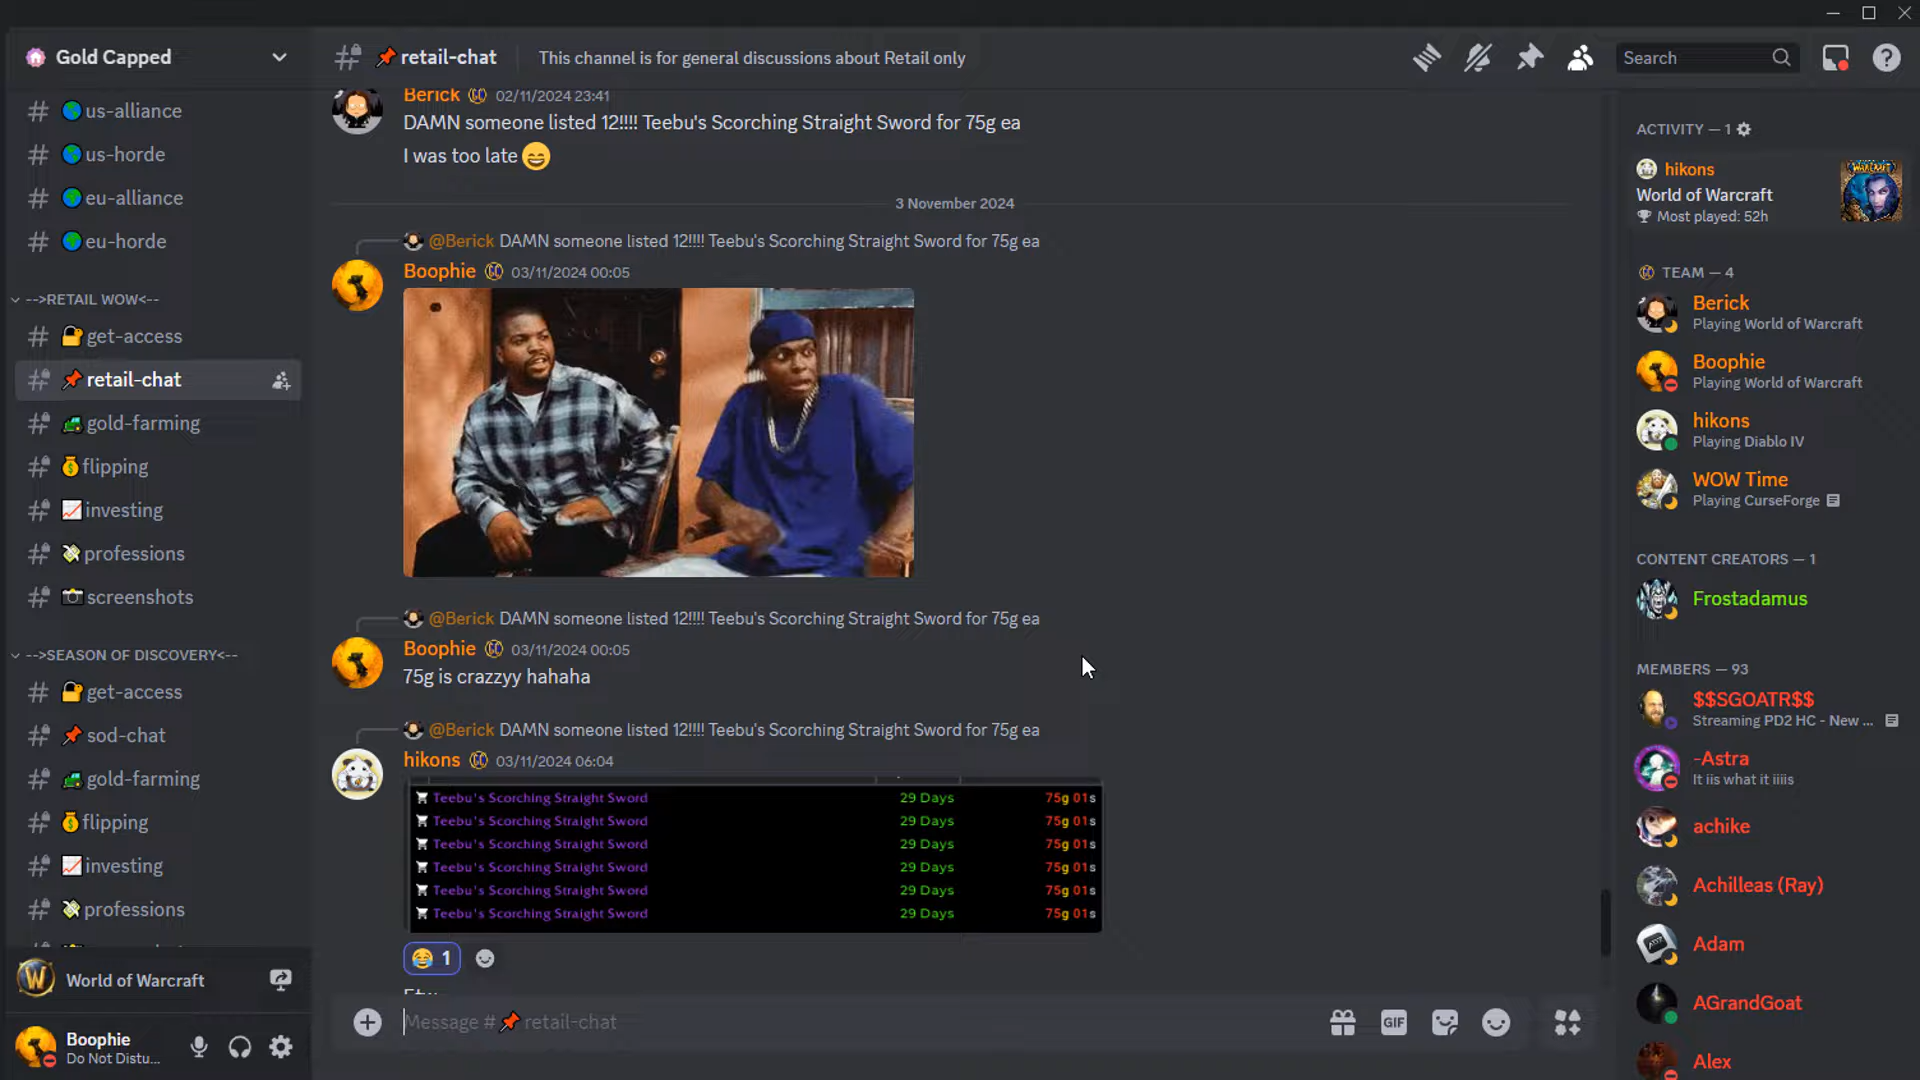 Gold Capped
us-alliance
us-horde
eu-alliance
eu-horde
-->RETAIL WOW<--
get-access
retail-chat
gold-farming
flipping
investing
professions
screenshots
-->SEASON OF DISCOVERY<--
get-access
sod-chat
gold-farming
flipping
investing
professions
World of Warcraft
Boophie
Do Not Distu...
retail-chat
This channel is for general discussions about Retail only
Search
Berick 02/11/2024 23:41
DAMN someone listed 12!!!! Teebu's Scorching Straight Sword for 75g ea
I was too late
3 November 2024
@Berick DAMN someone listed 12!!!! Teebu's Scorching Straight Sword for 75g ea
Boophie 03/11/2024 00:05
@Berick DAMN someone listed 12!!!! Teebu's Scorching Straight Sword for 75g ea
Boophie 03/11/2024 00:05
75g is crazzyy hahaha
@Berick DAMN someone listed 12!!!! Teebu's Scorching Straight Sword for 75g ea
hikons 03/11/2024 06:04
Teebu's Scorching Straight Sword 29 Days 75g 01s
Teebu's Scorching Straight Sword 29 Days 75g 01s
Teebu's Scorching Straight Sword 29 Days 75g 01s
Teebu's Scorching Straight Sword 29 Days 75g 01s
Teebu's Scorching Straight Sword 29 Days 75g 01s
Teebu's Scorching Straight Sword 29 Days 75g 01s
1
Message # retail-chat
GIF
ACTIVITY — 1
hikons
World of Warcraft
Most played: 52h
TEAM — 4
Berick
Playing World of Warcraft
Boophie
Playing World of Warcraft
hikons
Playing Diablo IV
WOW Time
Playing CurseForge
CONTENT CREATORS — 1
Frostadamus
MEMBERS — 93
$$SGOATR$$
Streaming PD2 HC - New ...
-Astra
It iis what it iiiis
achike
Achilleas (Ray)
Adam
AGrandGoat
Alex